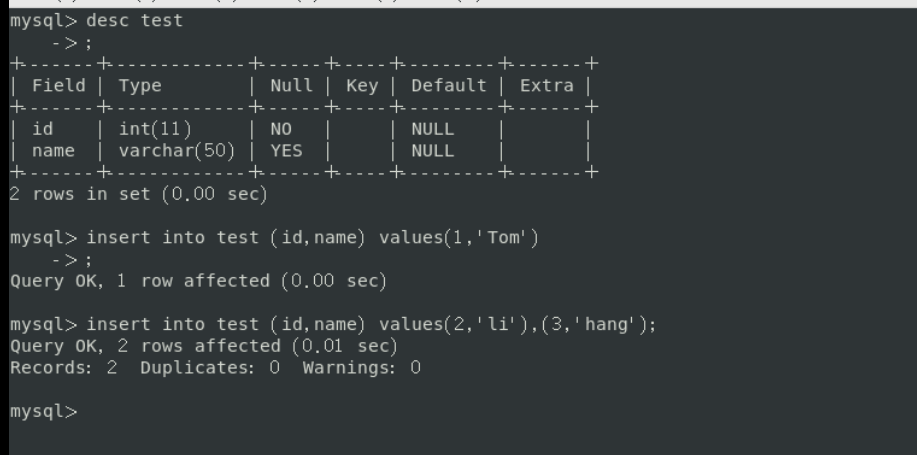 mysql> desc test
    -> ;
+-------+-------------+------+-----+---------+-------+
| Field | Type        | Null | Key | Default | Extra |
+-------+-------------+------+-----+---------+-------+
| id    | int(11)     | NO   |     | NULL    |       |
| name  | varchar(50) | YES  |     | NULL    |       |
+-------+-------------+------+-----+---------+-------+
2 rows in set (0.00 sec)
mysql> insert into test (id,name) values(1,'Tom')
    -> ;
Query OK, 1 row affected (0.00 sec)
mysql> insert into test (id,name) values(2,'li'),(3,'hang');
Query OK, 2 rows affected (0.01 sec)
Records: 2  Duplicates: 0  Warnings: 0
mysql>